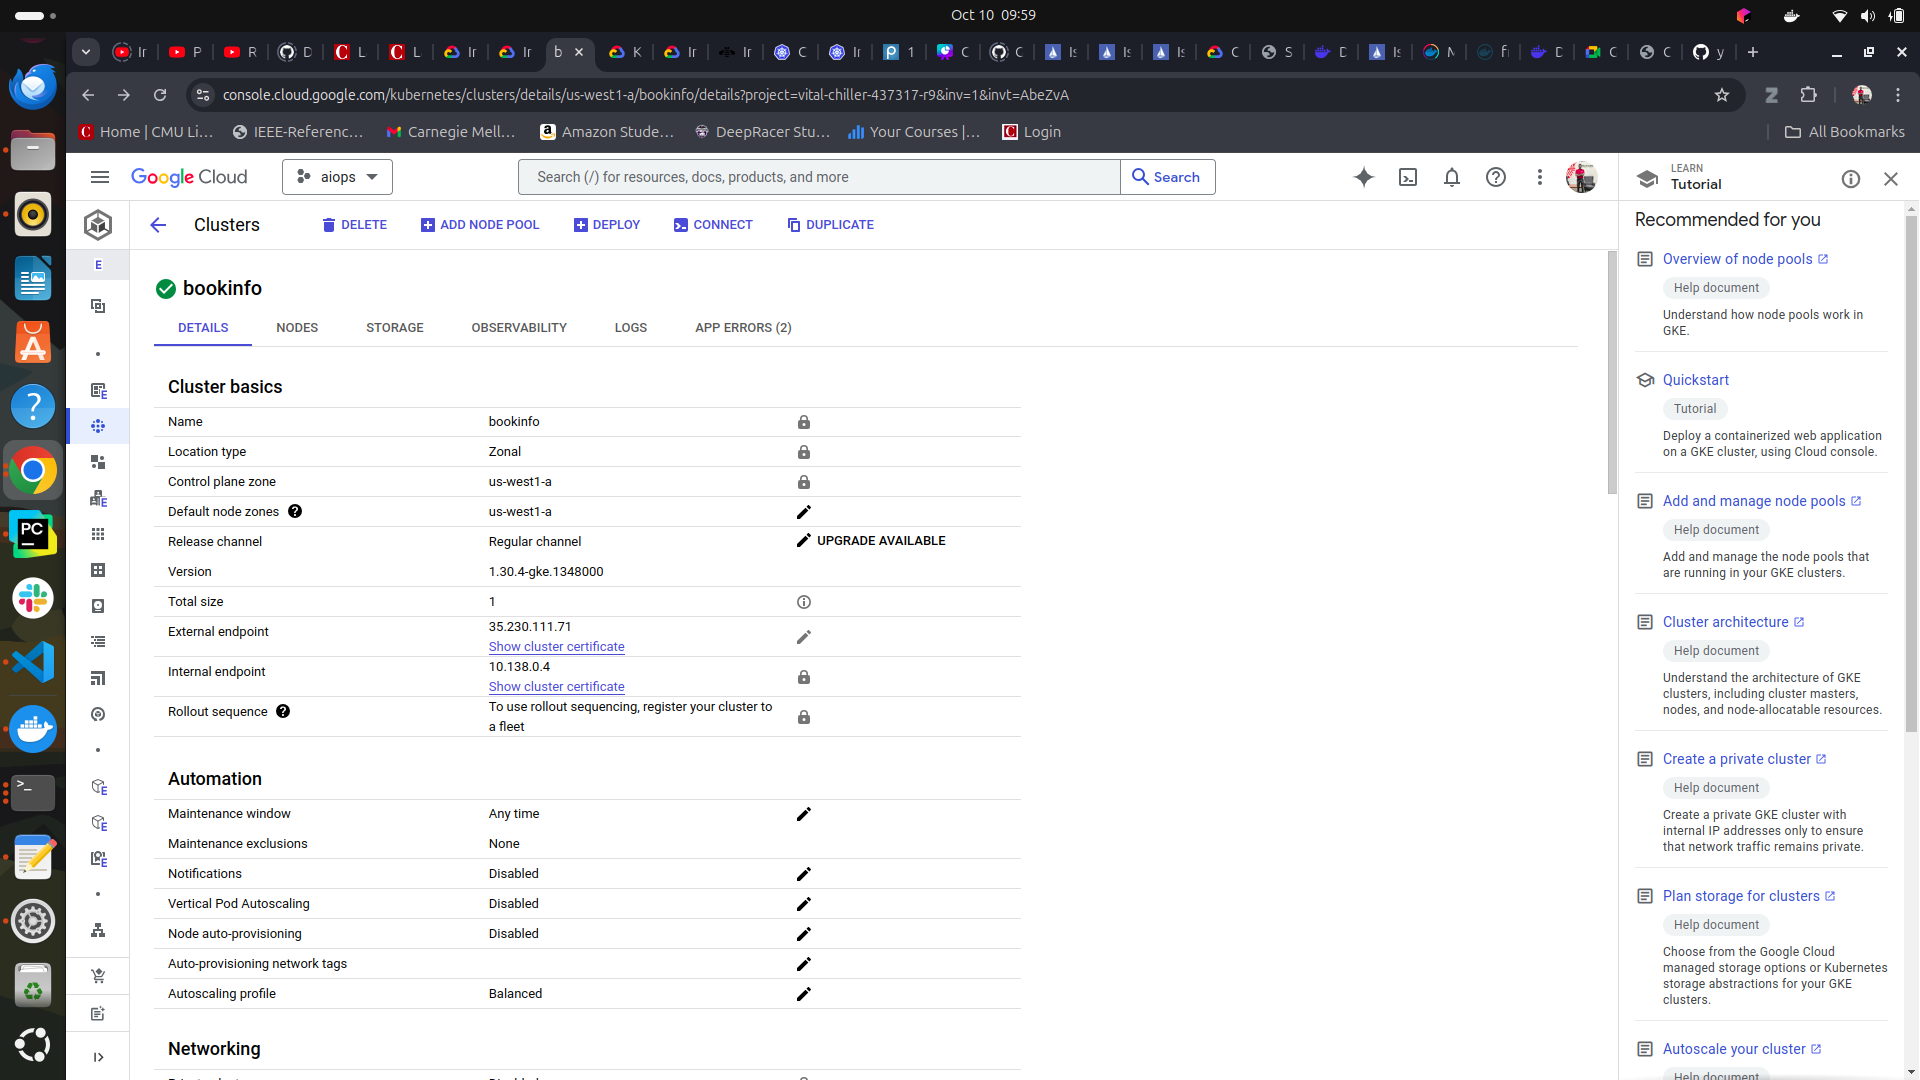 Oct 10 09:59
Ir
P
R
D
L
L
Ir
Ir
b
K
Ir
Ir
C
Ir
1
C
C
Is
Is
Is
C
S
D
Is
N
fi
D
C
C
y
console.cloud.google.com/kubernetes/clusters/details/us-west1-a/bookinfo/details?project=vital-chiller-437317-r9&inv=1&invt=AbeZvA
Home | CMU Li...
IEEE-Referenc...
Carnegie Mell...
Amazon Stude...
DeepRacer Stu...
Your Courses |...
Login
All Bookmarks
Google Cloud
aiops
Search (/) for resources, docs, products, and more
Search
LEARN
Tutorial
Clusters
DELETE
ADD NODE POOL
DEPLOY
CONNECT
DUPLICATE
bookinfo
DETAILS
NODES
STORAGE
OBSERVABILITY
LOGS
APP ERRORS (2)
Cluster basics
Name bookinfo
Location type Zonal
Control plane zone us-west1-a
Default node zones us-west1-a
Release channel Regular channel UPGRADE AVAILABLE
Version 1.30.4-gke.1348000
Total size 1
External endpoint 35.230.111.71
Show cluster certificate
Internal endpoint 10.138.0.4
Show cluster certificate
Rollout sequence To use rollout sequencing, register your cluster to
a fleet
Automation
Maintenance window Any time
Maintenance exclusions None
Notifications Disabled
Vertical Pod Autoscaling Disabled
Node auto-provisioning Disabled
Auto-provisioning network tags
Autoscaling profile Balanced
Networking
Recommended for you
Overview of node pools
Help document
Understand how node pools work in
GKE.
Quickstart
Tutorial
Deploy a containerized web application
on a GKE cluster, using Cloud console.
Add and manage node pools
Help document
Add and manage the node pools that
are running in your GKE clusters.
Cluster architecture
Help document
Understand the architecture of GKE
clusters, including cluster masters,
nodes, and node-allocatable resources.
Create a private cluster
Help document
Create a private GKE cluster with
internal IP addresses only to ensure
that network traffic remains private.
Plan storage for clusters
Help document
Choose from the Google Cloud
managed storage options or Kubernetes
storage abstractions for your GKE
clusters.
Autoscale your cluster
Help document